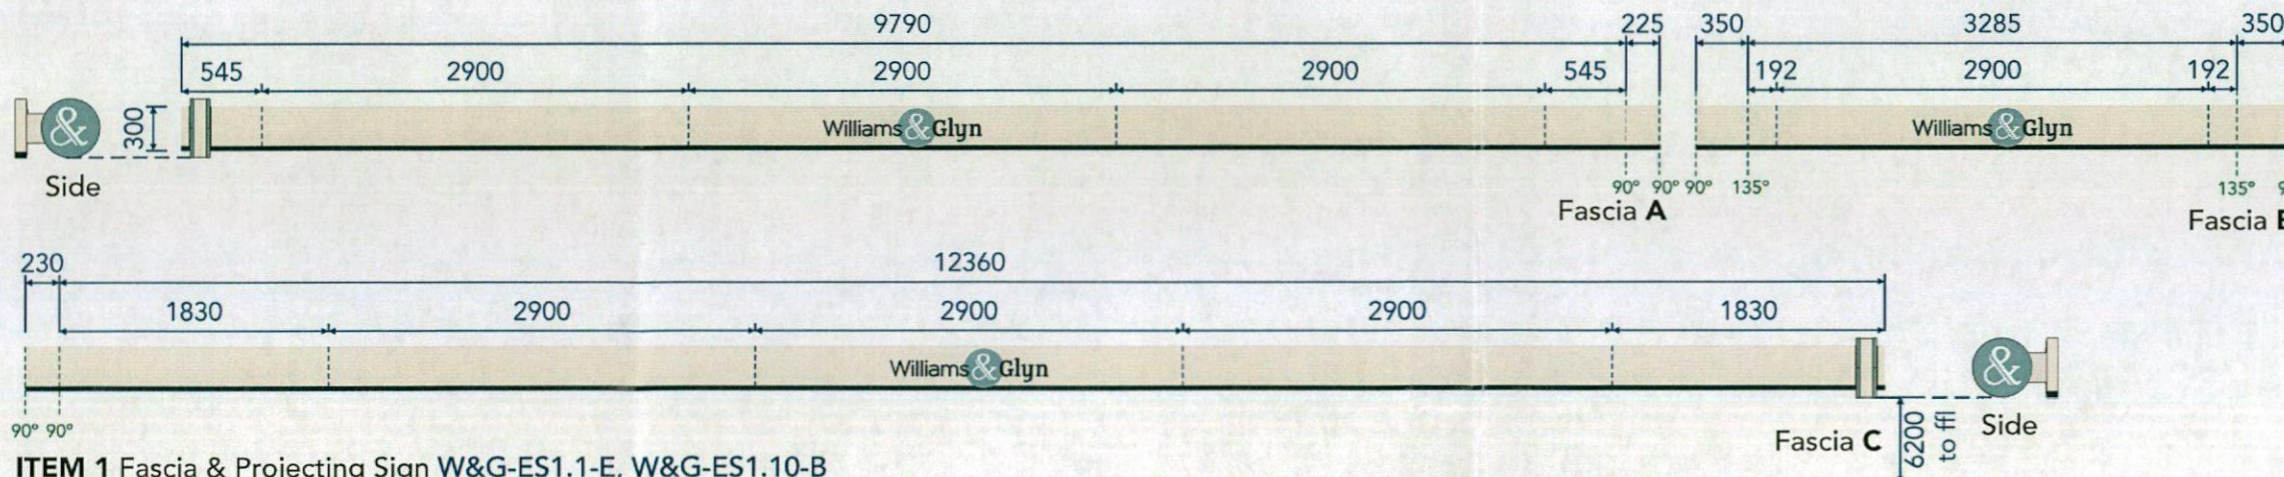 9790 225 350 3285 350
545 2900 2900 2900 545 192 2900 192
& 300 Williams & Glyn Williams & Glyn
Side
90° 90° 90° 135° 135°
Fascia A Fascia
230 12360
1830 2900 2900 2900 1830
Williams & Glyn &
90° 90°
Fascia C 6200 to ffl Side
ITEM 1 Fascia & Projecting Sign W&G-ES1.1-E, W&G-ES1.10-B